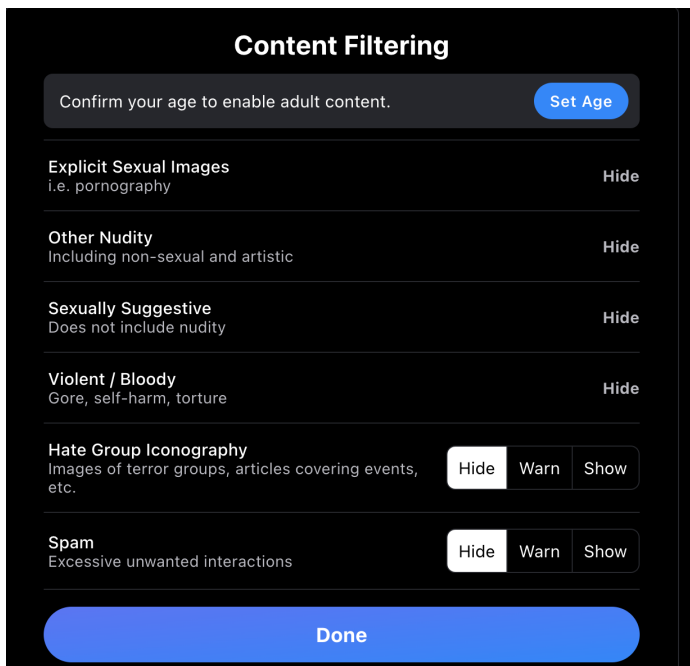 Content Filtering
Confirm your age to enable adult content.
Set Age
Explicit Sexual Images
i.e. pornography
Hide
Other Nudity
Including non-sexual and artistic
Hide
Sexually Suggestive
Does not include nudity
Hide
Violent / Bloody
Gore, self-harm, torture
Hide
Hate Group Iconography
Images of terror groups, articles covering events,
etc.
Hide Warn Show
Spam
Excessive unwanted interactions
Hide Warn Show
Done